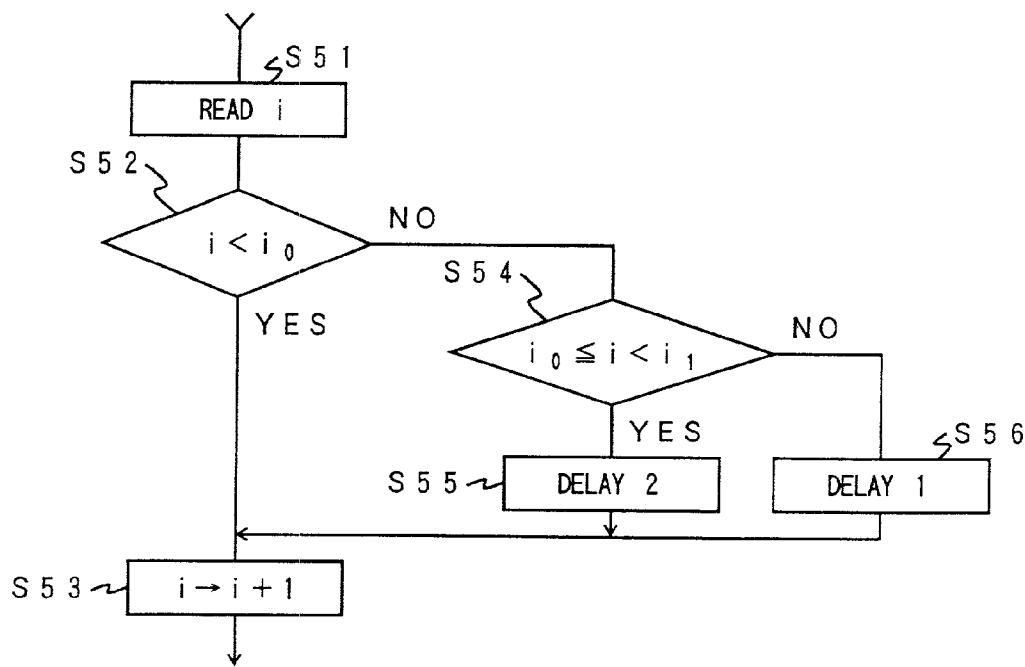 S51
READ i
S52
i < i₀
NO
YES
S54
i₀ ≦ i < i₁
NO
YES
S56
S55
DELAY 2
DELAY 1
S53
i → i + 1